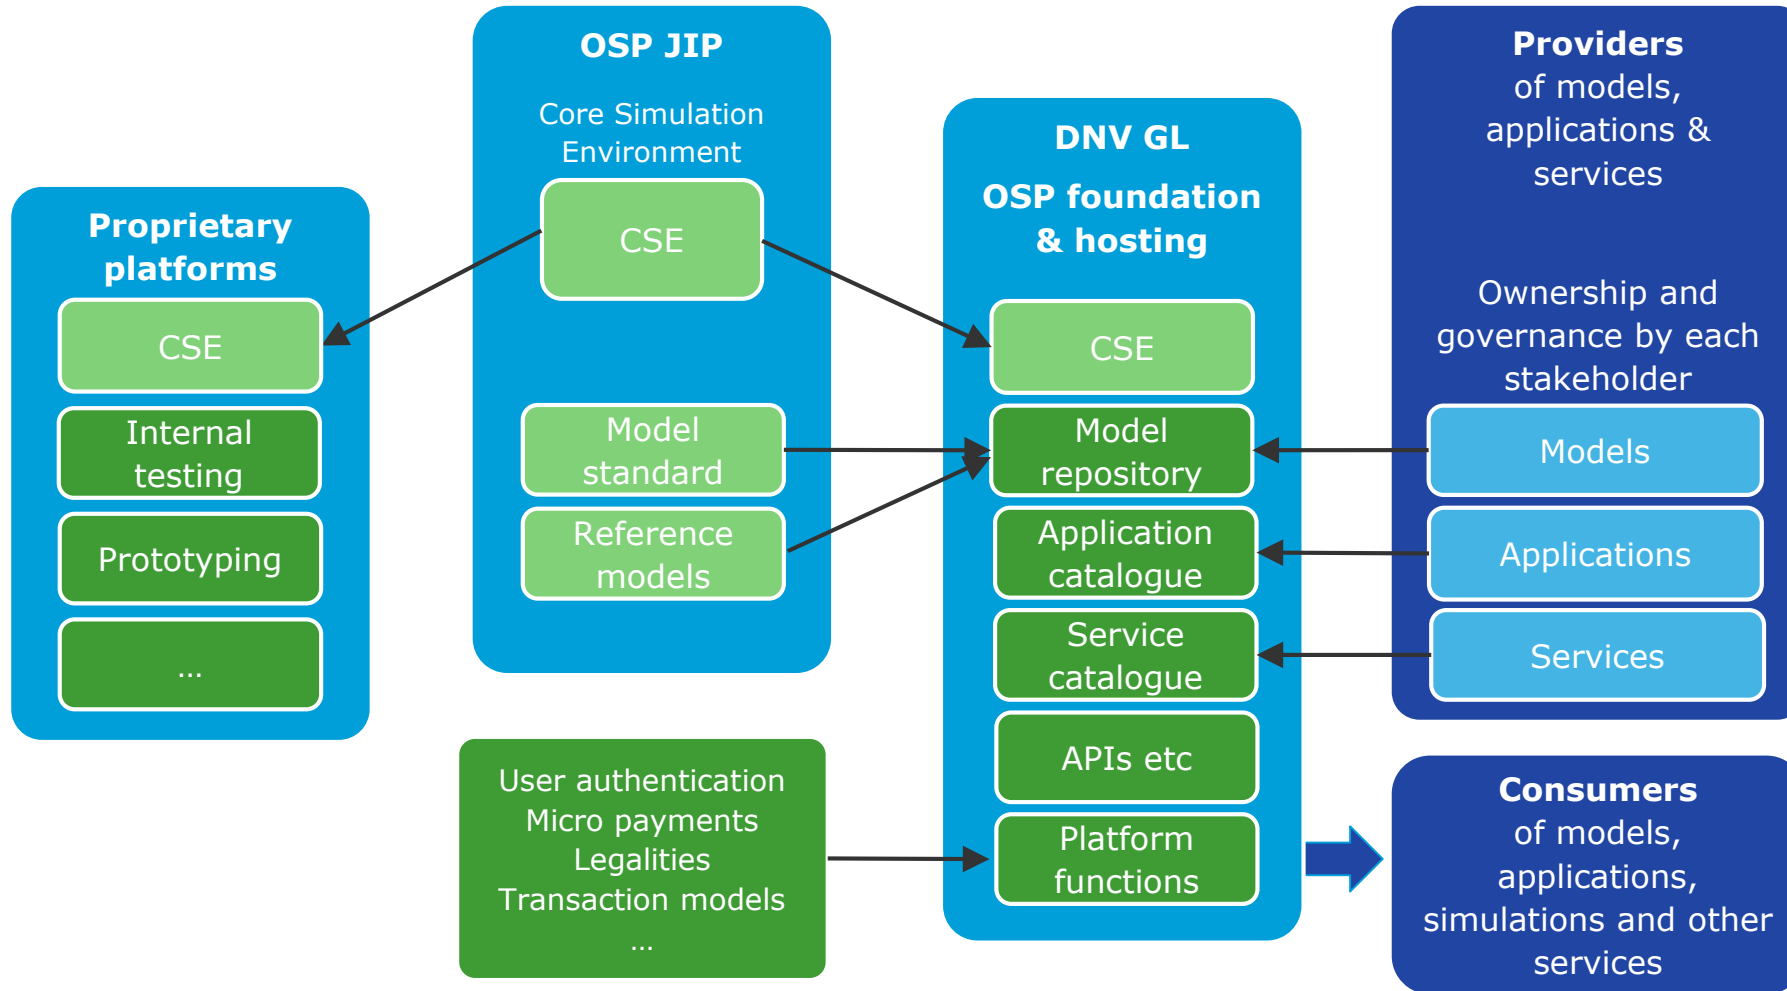 Proprietary
platforms
CSE
Internal
testing
Prototyping
...
OSP JIP
Core Simulation
Environment
CSE
Model
standard
Reference
models
User authentication
Micro payments
Legalities
Transaction models
...
DNV GL
OSP foundation
& hosting
CSE
Model
repository
Application
catalogue
Service
catalogue
APIs etc
Platform
functions
Providers
of models,
applications &
services
Ownership and
governance by each
stakeholder
Models
Applications
Services
Consumers
of models,
applications,
simulations and other
services